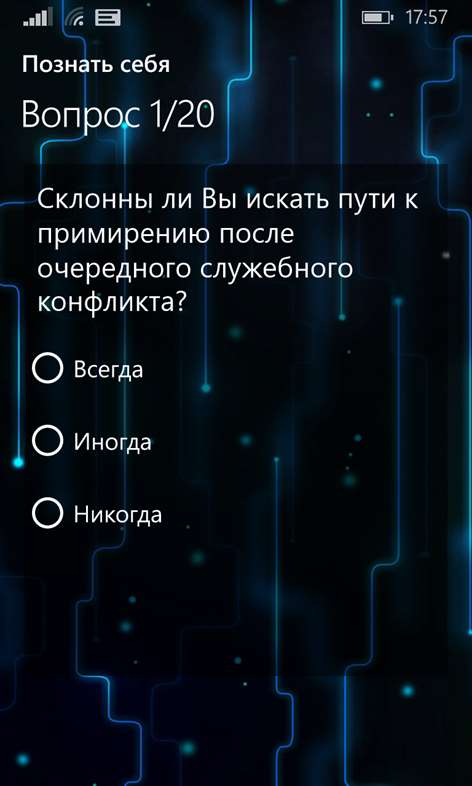 17:57
Познать себя
Вопрос 1/20
Склонны ли Вы искать пути к
примирению после
очередного служебного
конфликта?
Всегда
Иногда
Никогда